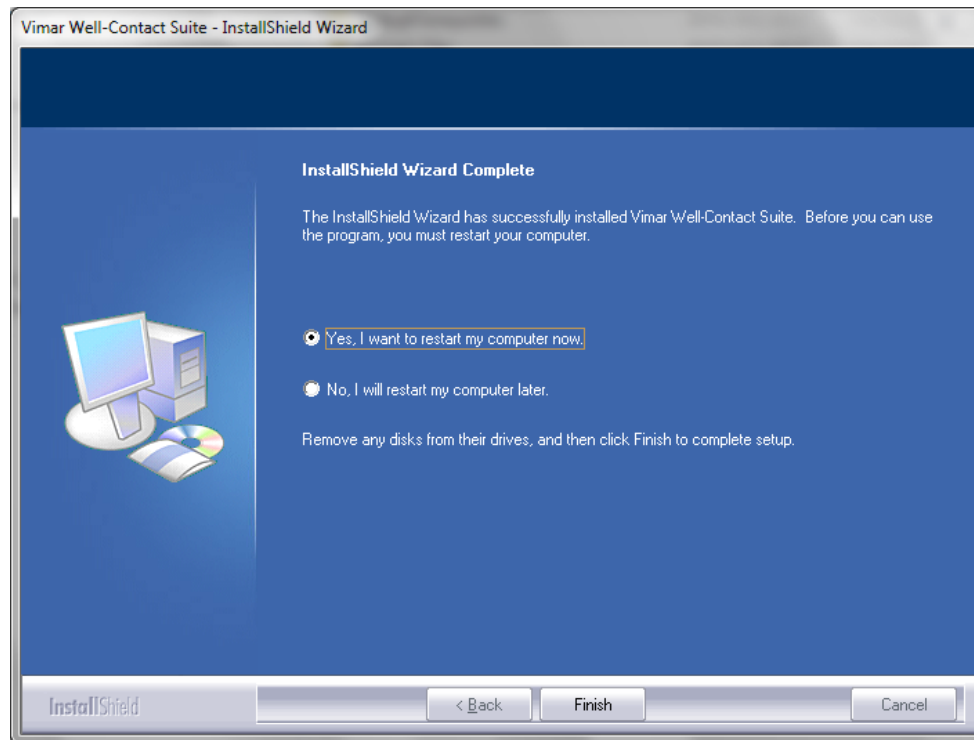 Vimar Well-Contact Suite - InstallShield Wizard
InstallShield Wizard Complete
The InstallShield Wizard has successfully installed Vimar Well-Contact Suite. Before you can use
the program, you must restart your computer.
Yes, I want to restart my computer now.
No, I will restart my computer later.
Remove any disks from their drives, and then click Finish to complete setup.
InstallShield
< Back
Finish
Cancel